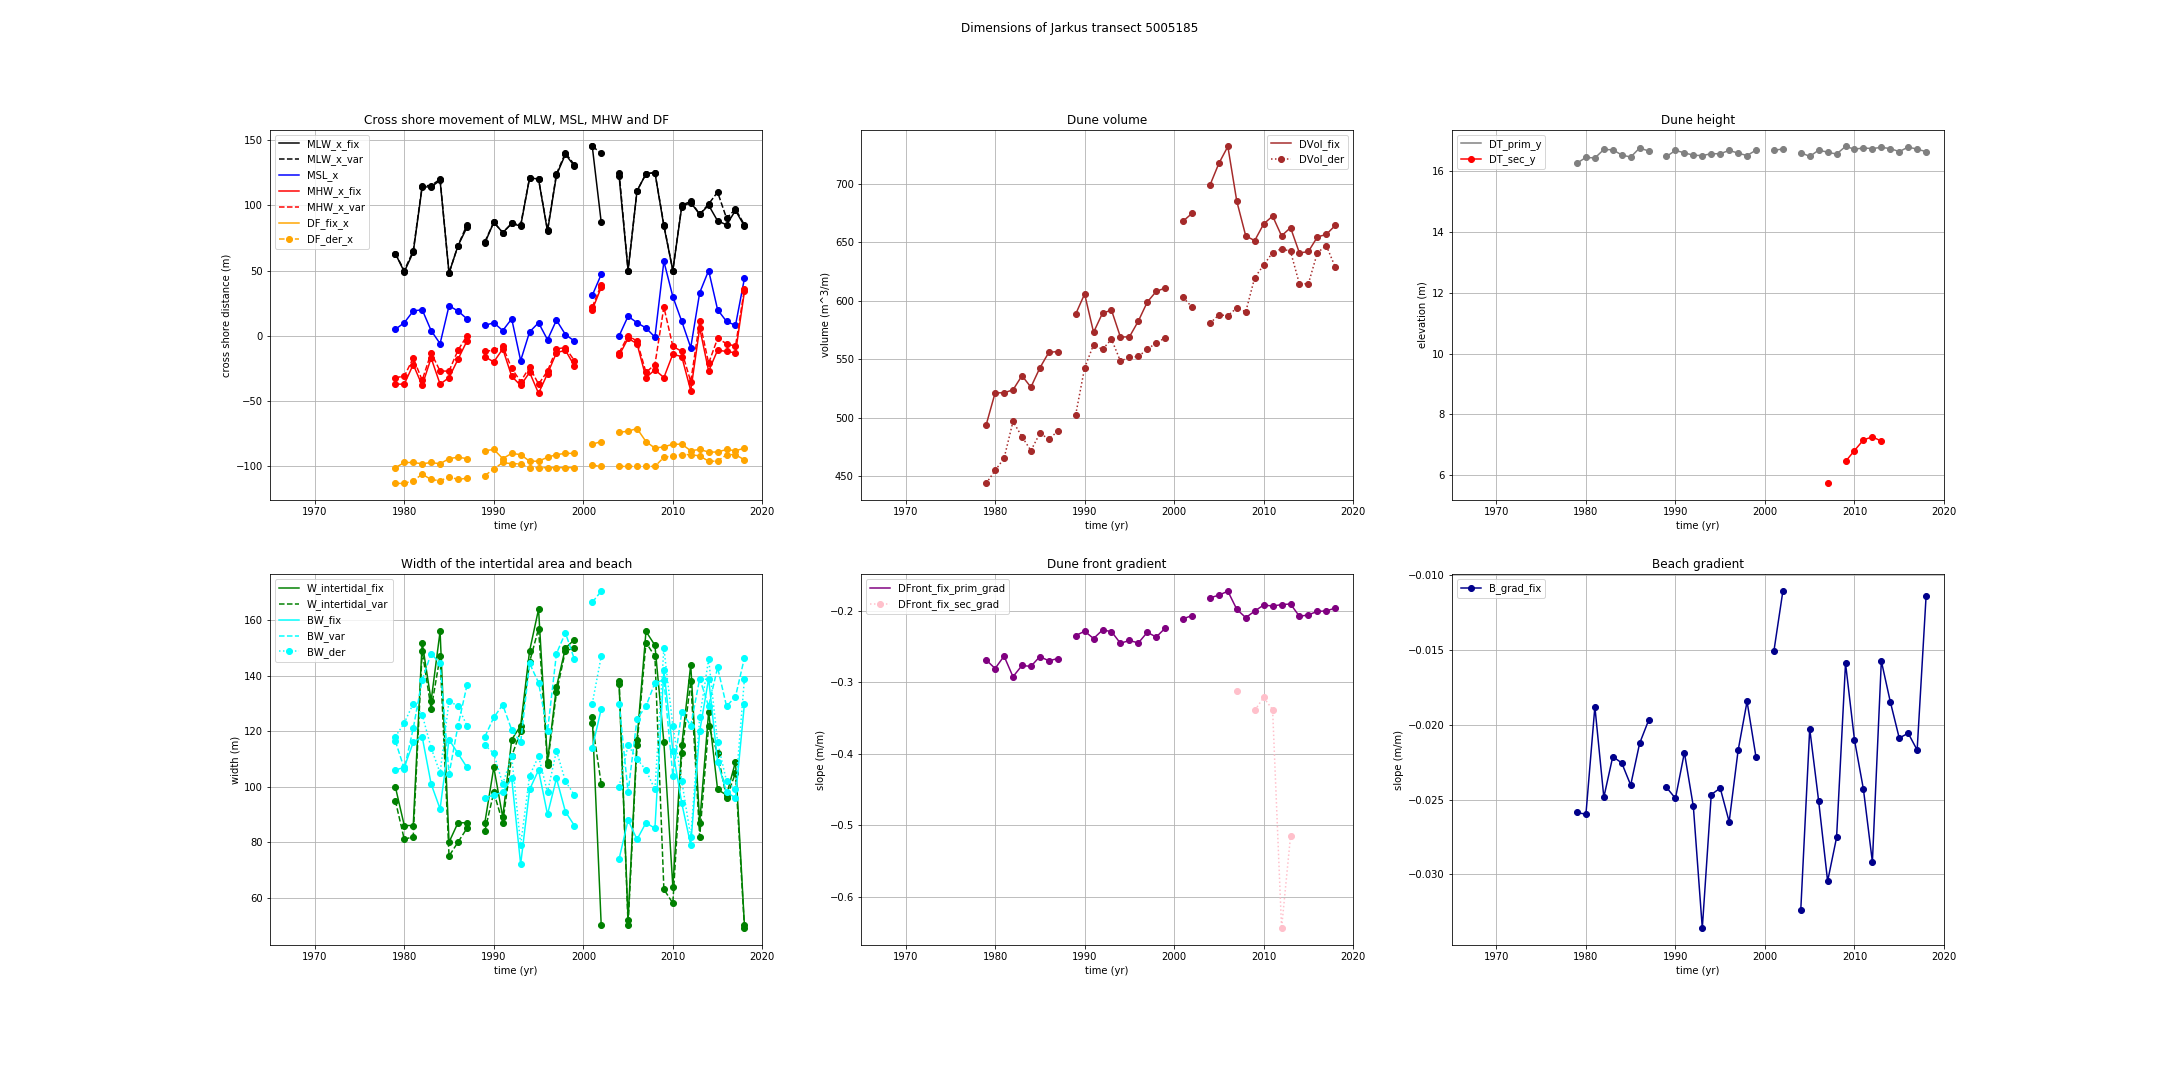 Dimensions of Jarkus transect 5005185
Cross shore movement of MLW, MSL, MHW and DF
150
100
50
0
−50
−100
cross shore distance (m)
MLW_x_fix
MLW_x_var
MSL_x
MHW_x_fix
MHW_x_var
DF_fix_x
DF_der_x
1970 1980 1990 2000 2010 2020
time (yr)
Dune volume
700
650
600
550
500
450
volume (m^3/m)
DVol_fix
DVol_der
1970 1980 1990 2000 2010 2020
time (yr)
Dune height
16
14
12
10
8
6
elevation (m)
DT_prim_y
DT_sec_y
1970 1980 1990 2000 2010 2020
time (yr)
Width of the intertidal area and beach
160
140
120
100
80
60
width (m)
W_intertidal_fix
W_intertidal_var
BW_fix
BW_var
BW_der
1970 1980 1990 2000 2010 2020
time (yr)
Dune front gradient
−0.2
−0.3
−0.4
−0.5
−0.6
slope (m/m)
DFront_fix_prim_grad
DFront_fix_sec_grad
1970 1980 1990 2000 2010 2020
time (yr)
Beach gradient
−0.010
−0.015
−0.020
−0.025
−0.030
slope (m/m)
B_grad_fix
1970 1980 1990 2000 2010 2020
time (yr)